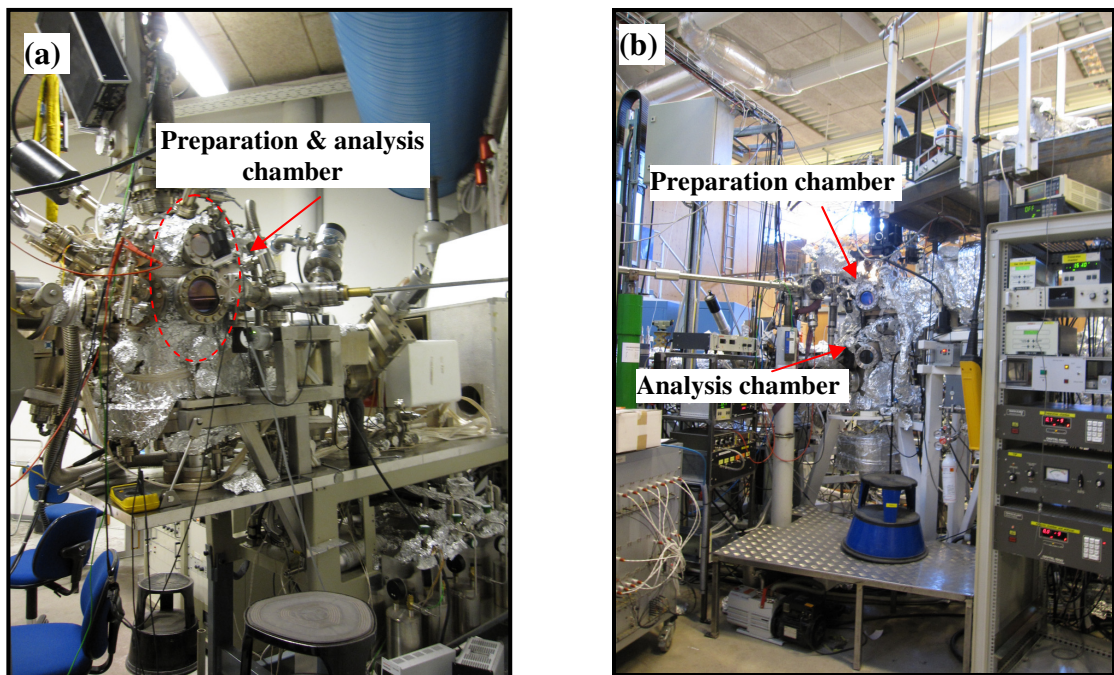 (a)
Preparation & analysis
chamber
(b)
Preparation chamber
Analysis chamber